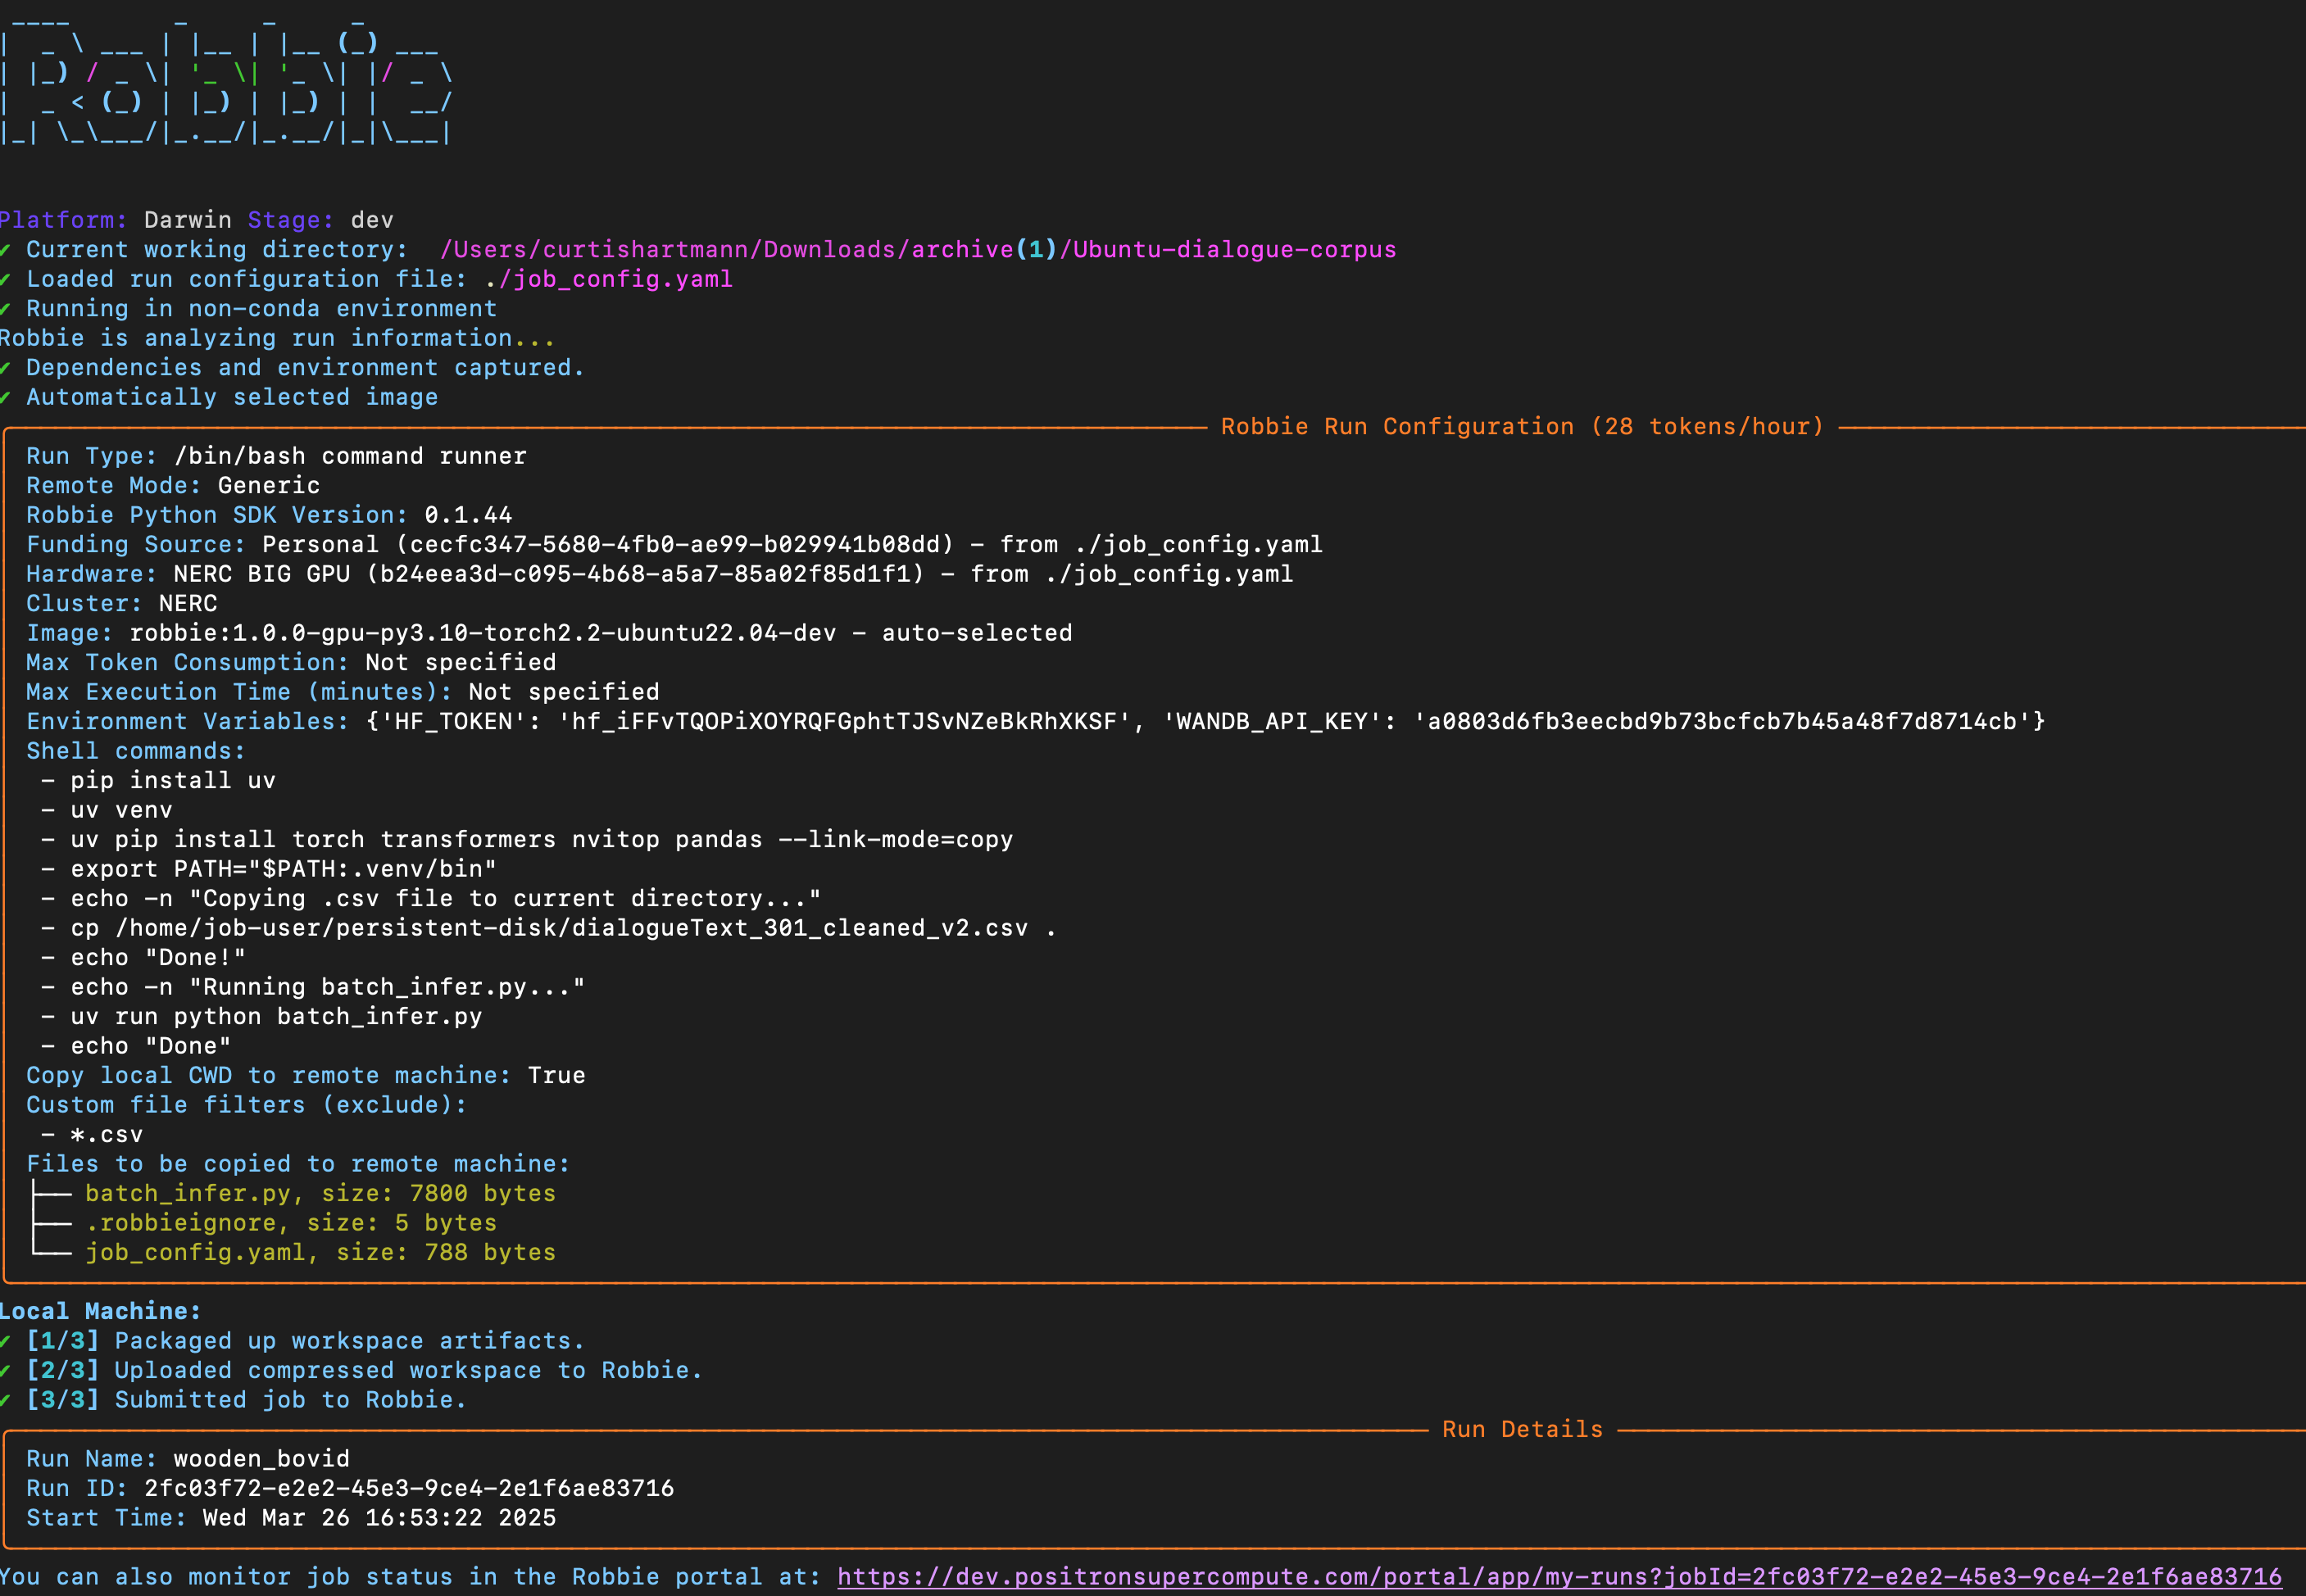 Robbie
Platform: Darwin Stage: dev
✔ Current working directory:  /Users/curtishartmann/Downloads/archive(1)/Ubuntu-dialogue-corpus
✔ Loaded run configuration file: ./job_config.yaml
✔ Running in non-conda environment
Robbie is analyzing run information...
✔ Dependencies and environment captured.
✔ Automatically selected image
Robbie Run Configuration (28 tokens/hour)
Run Type: /bin/bash command runner
Remote Mode: Generic
Robbie Python SDK Version: 0.1.44
Funding Source: Personal (cecfc347-5680-4fb0-ae99-b029941b08dd) - from ./job_config.yaml
Hardware: NERC BIG GPU (b24eea3d-c095-4b68-a5a7-85a02f85d1f1) - from ./job_config.yaml
Cluster: NERC
Image: robbie:1.0.0-gpu-py3.10-torch2.2-ubuntu22.04-dev - auto-selected
Max Token Consumption: Not specified
Max Execution Time (minutes): Not specified
Environment Variables: {'HF_TOKEN': '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', 'WANDB_API_KEY': 'a0803d6fb3eecbd9b73bcfcb7b45a48f7d8714cb'}
Shell commands:
- pip install uv
- uv venv
- uv pip install torch transformers nvitop pandas --link-mode=copy
- export PATH="$PATH:.venv/bin"
- echo -n "Copying .csv file to current directory..."
- cp /home/job-user/persistent-disk/dialogueText_301_cleaned_v2.csv .
- echo "Done!"
- echo -n "Running batch_infer.py..."
- uv run python batch_infer.py
- echo "Done"
Copy local CWD to remote machine: True
Custom file filters (exclude):
- *.csv
Files to be copied to remote machine:
├── batch_infer.py, size: 7800 bytes
├── .robbieignore, size: 5 bytes
└── job_config.yaml, size: 788 bytes
Local Machine:
✔ [1/3] Packaged up workspace artifacts.
✔ [2/3] Uploaded compressed workspace to Robbie.
✔ [3/3] Submitted job to Robbie.
Run Details
Run Name: wooden_bovid
Run ID: 2fc03f72-e2e2-45e3-9ce4-2e1f6ae83716
Start Time: Wed Mar 26 16:53:22 2025
You can also monitor job status in the Robbie portal at: https://dev.positronsupercompute.com/portal/app/my-runs?jobId=2fc03f72-e2e2-45e3-9ce4-2e1f6ae83716